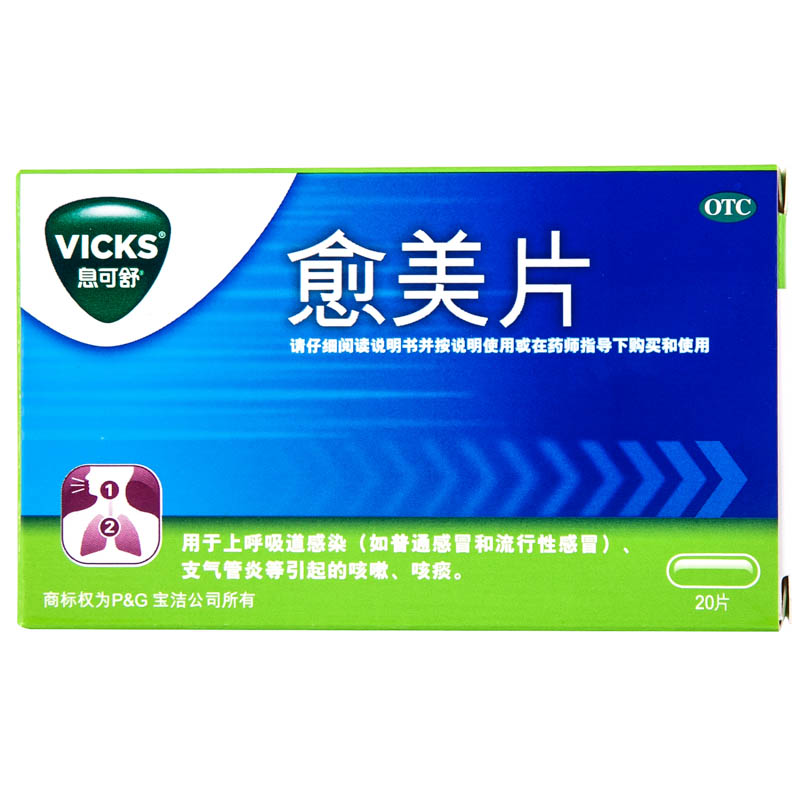 OTC
VICKS®
息可舒
愈美片
请仔细阅读说明书并按说明使用或在药师指导下购买和使用
1
2
用于上呼吸道感染（如普通感冒和流行性感冒）、
支气管炎等引起的咳嗽、咳痰。
商标权为P&G 宝洁公司所有
20片